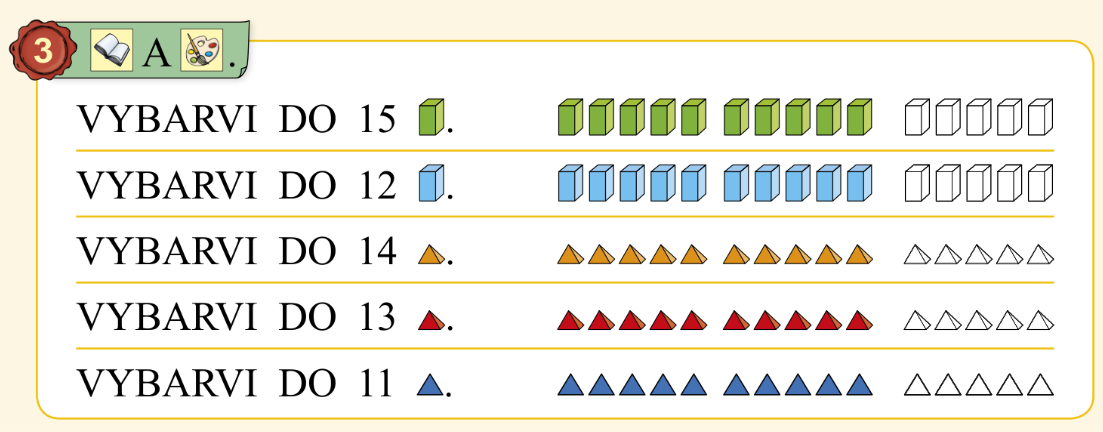 3 A .
VYBARVI DO 15 .
VYBARVI DO 12 .
VYBARVI DO 14 .
VYBARVI DO 13 .
VYBARVI DO 11 .